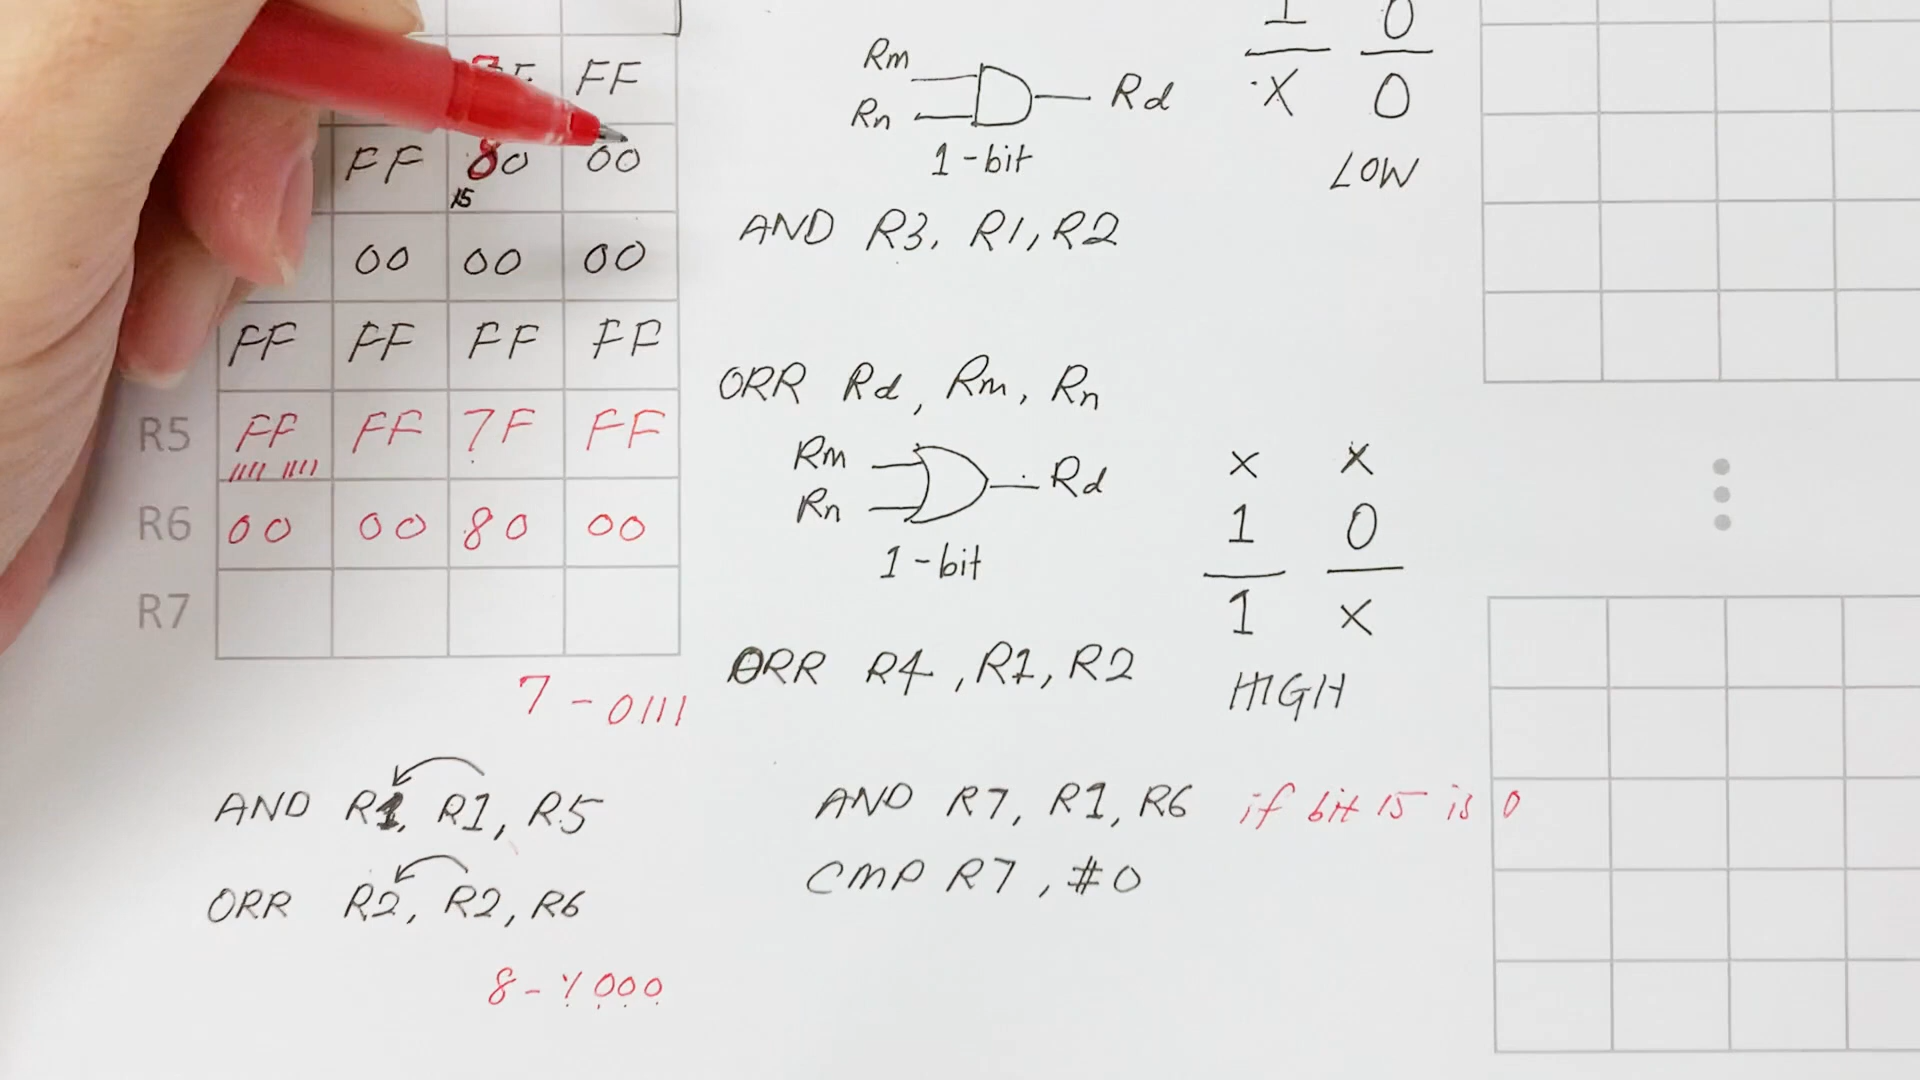 FF
FF 80 00
15
00 00 00
FF FF FF FF
R5 FF FF 7F FF
1111 1111
R6 00 00 80 00
R7
7 - 0111
AND R1, R1, R5
ORR R2, R2, R6
8 - 1000
Rm
Rn
Rd
1-bit
AND R3, R1, R2
1 0
X 0
LOW
ORR Rd, Rm, Rn
Rm
Rn
Rd
1-bit
x x
1 0
1 x
HIGH
ORR R4, R1, R2
AND R7, R1, R6 if bit 15 is 0
CMP R7, #0